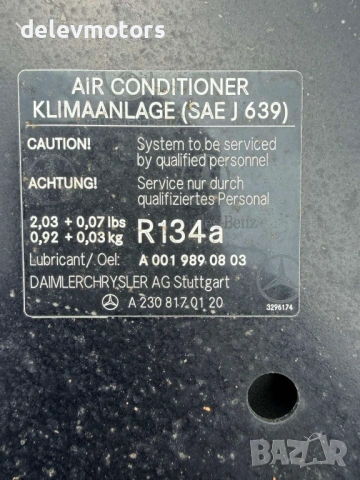 delevmotors
AIR CONDITIONER
KLIMAANLAGE (SAE J 639)
CAUTION! System to be serviced
by qualified personnel
ACHTUNG! Service nur durch
qualifiziertes Personal
2,03 + 0,07 lbs
0,92 + 0,03 kg R134a
Lubricant/.Oel: A 001 989 08 03
DAIMLERCHRYSLER AG Stuttgart
A 230 817 01 20
3296174
BAZAR